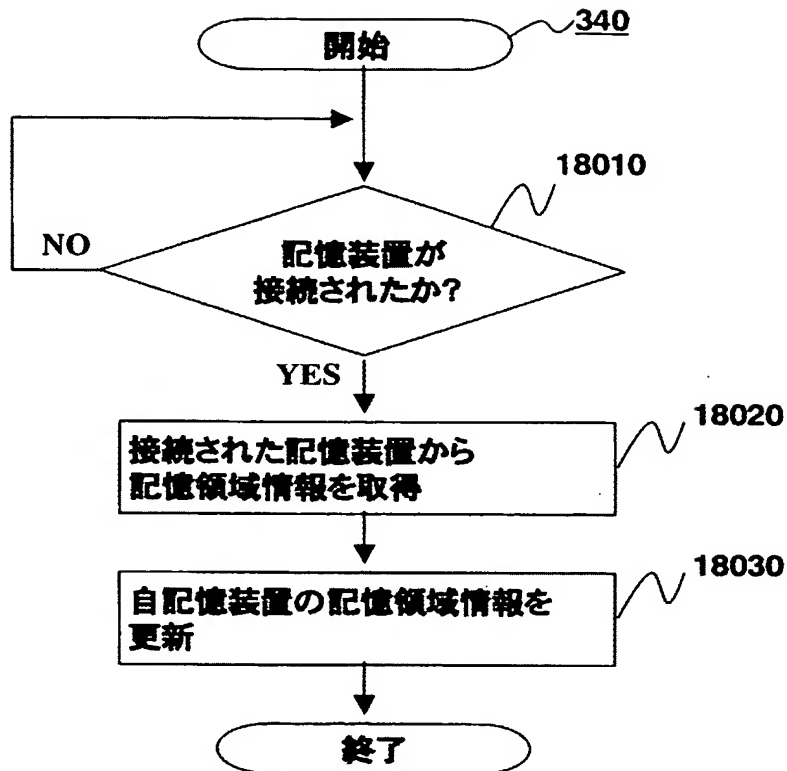 開始
340
18010
記憶装置が
接続されたか?
NO
YES
18020
接続された記憶装置から
記憶領域情報を取得
18030
自記憶装置の記憶領域情報を
更新
終了